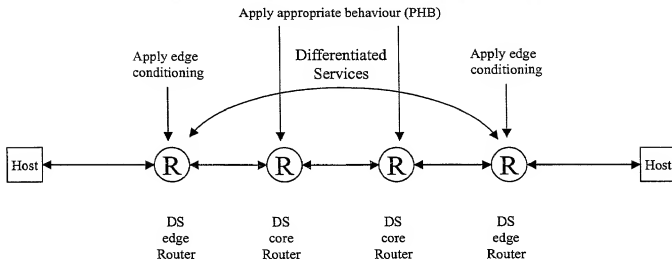 Apply appropriate behaviour (PHB)
Apply edge
conditioning
Differentiated
Services
Apply edge
conditioning
Host
R
R
R
R
Host
DS
edge
Router
DS
core
Router
DS
core
Router
DS
edge
Router